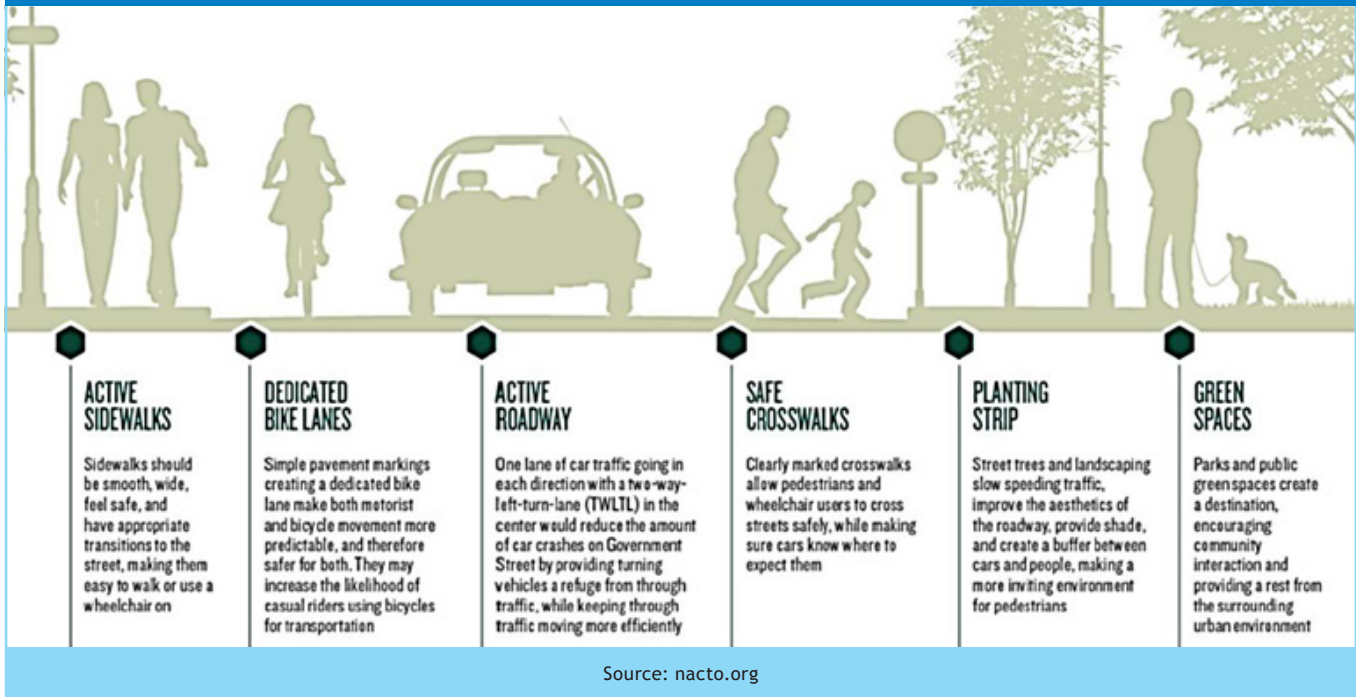 ACTIVE
SIDEWALKS
Sidewalks should
be smooth, wide,
feel safe, and
have appropriate
transitions to the
street, making them
easy to walk or use a
wheelchair on
DEDICATED
BIKE LANES
Simple pavement markings
creating a dedicated bike
lane make both motorist
and bicycle movement more
predictable, and therefore
safer for both. They may
increase the likelihood of
casual riders using bicycles
for transportation
ACTIVE
ROADWAY
One lane of car traffic going in
each direction with a two-way-
left-turn-lane (TWLTL) in the
center would reduce the amount
of car crashes on Government
Street by providing turning
vehicles a refuge from through
traffic, while keeping through
traffic moving more efficiently
SAFE
CROSSWALKS
Clearly marked crosswalks
allow pedestrians and
wheelchair users to cross
streets safely, while making
sure cars know where to
expect them
PLANTING
STRIP
Street trees and landscaping
slow speeding traffic,
improve the aesthetics of
the roadway, provide shade,
and create a buffer between
cars and people, making a
more inviting environment
for pedestrians
GREEN
SPACES
Parks and public
greenspaces create
a destination,
encouraging
community
interaction and
providing a rest from
the surrounding
urban environment
Source: nacto.org